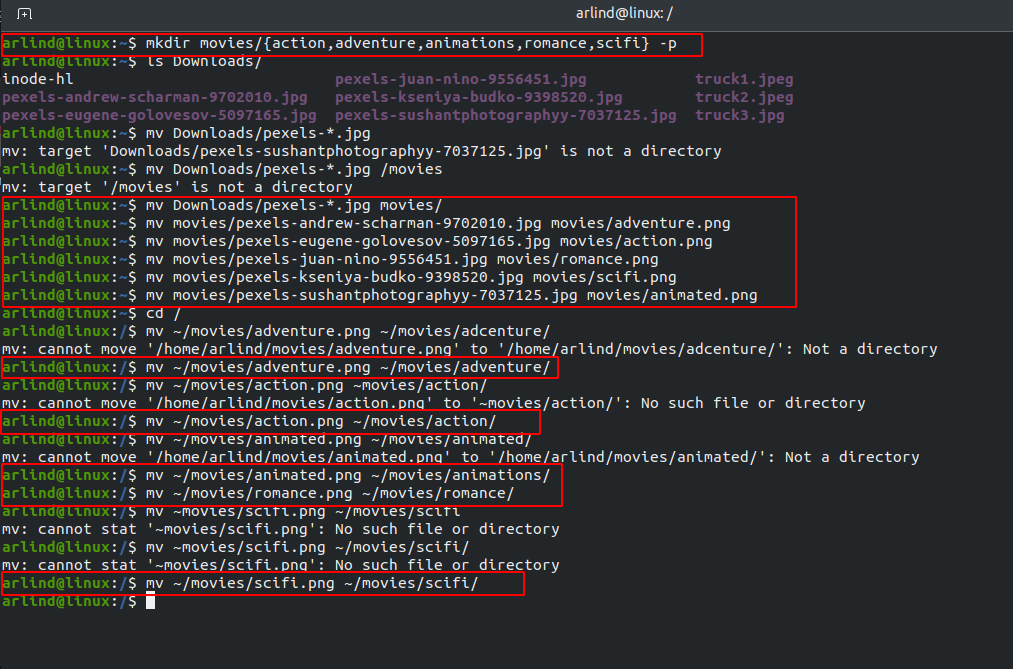 arlind@linux: /
arlind@linux:~$ mkdir movies/{action,adventure,animations,romance,scifi} -p
arlind@linux:~$ ls Downloads/
inode-hl pexels-juan-nino-9556451.jpg truck1.jpeg
pexels-andrew-scharman-9702010.jpg pexels-kseniya-budko-9398520.jpg truck2.jpeg
pexels-eugene-golovesov-5097165.jpg pexels-sushantphotographyy-7037125.jpg truck3.jpg
arlind@linux:~$ mv Downloads/pexels-*.jpg
mv: target 'Downloads/pexels-sushantphotographyy-7037125.jpg' is not a directory
arlind@linux:~$ mv Downloads/pexels-*.jpg /movies
mv: target '/movies' is not a directory
arlind@linux:~$ mv Downloads/pexels-*.jpg movies/
arlind@linux:~$ mv movies/pexels-andrew-scharman-9702010.jpg movies/adventure.png
arlind@linux:~$ mv movies/pexels-eugene-golovesov-5097165.jpg movies/action.png
arlind@linux:~$ mv movies/pexels-juan-nino-9556451.jpg movies/romance.png
arlind@linux:~$ mv movies/pexels-kseniya-budko-9398520.jpg movies/scifi.png
arlind@linux:~$ mv movies/pexels-sushantphotographyy-7037125.jpg movies/animated.png
arlind@linux:~$ cd /
arlind@linux:/$ mv ~/movies/adventure.png ~/movies/adcenture/
mv: cannot move '/home/arlind/movies/adventure.png' to '/home/arlind/movies/adcenture/': Not a directory
arlind@linux:/$ mv ~/movies/adventure.png ~/movies/adventure/
arlind@linux:/$ mv ~/movies/action.png ~movies/action/
mv: cannot move '/home/arlind/movies/action.png' to '~movies/action/': No such file or directory
arlind@linux:/$ mv ~/movies/action.png ~/movies/action/
arlind@linux:/$ mv ~/movies/animated.png ~/movies/animated/
mv: cannot move '/home/arlind/movies/animated.png' to '/home/arlind/movies/animated/': Not a directory
arlind@linux:/$ mv ~/movies/animated.png ~/movies/animations/
arlind@linux:/$ mv ~/movies/romance.png ~/movies/romance/
arlind@linux:/$ mv ~movies/scifi.png ~/movies/scifi
mv: cannot stat '~movies/scifi.png': No such file or directory
arlind@linux:/$ mv ~movies/scifi.png ~/movies/scifi/
mv: cannot stat '~movies/scifi.png': No such file or directory
arlind@linux:/$ mv ~/movies/scifi.png ~/movies/scifi/
arlind@linux:/$